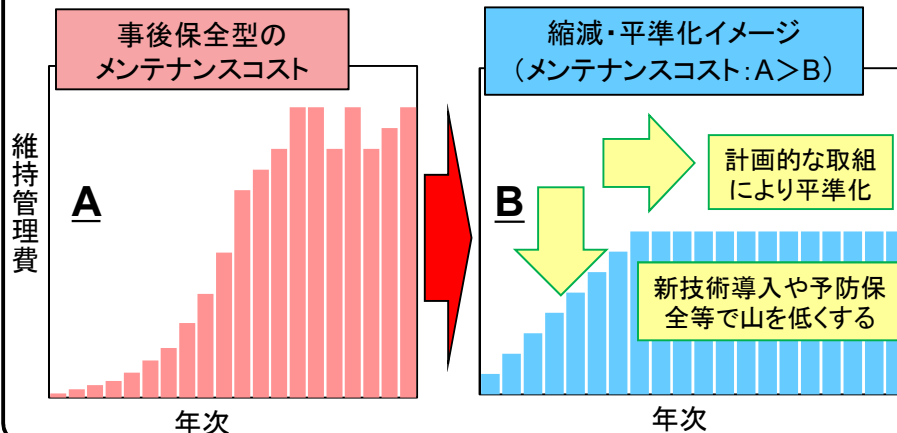 事後保全型の
メンテナンスコスト
維持管理費
A
年次
縮減・平準化イメージ
（メンテナンスコスト：A＞B）
B
計画的な取組
により平準化
新技術導入や予防保
全等で山を低くする
年次